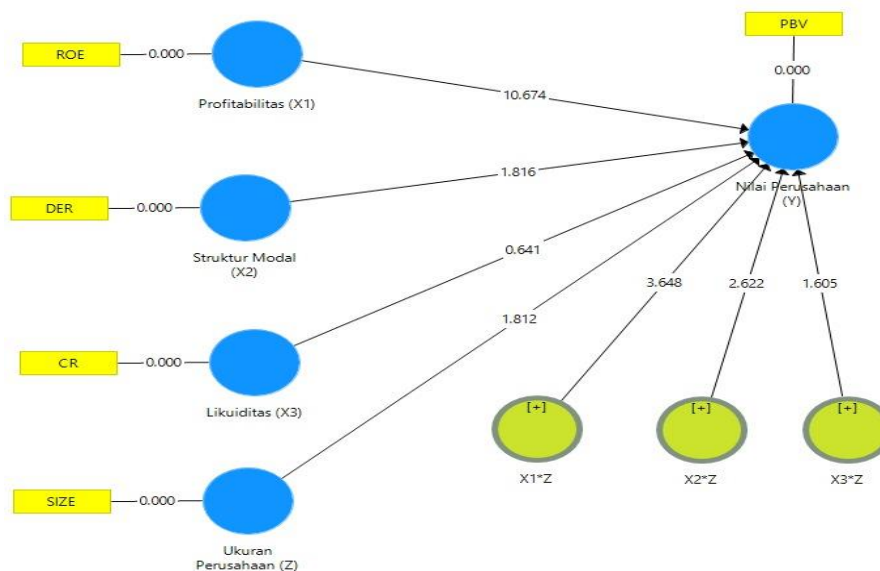 PBV
ROE
0.000
Profitabilitas (X1)
10.674
0.000
Nilai Perusahaan
(Y)
DER
0.000
Struktur Modal
(X2)
1.816
0.641
CR
0.000
Likuiditas (X3)
1.812
3.648
2.622
1.605
[+]
[+]
[+]
X1*Z
X2*Z
X3*Z
SIZE
0.000
Ukuran
Perusahaan (Z)